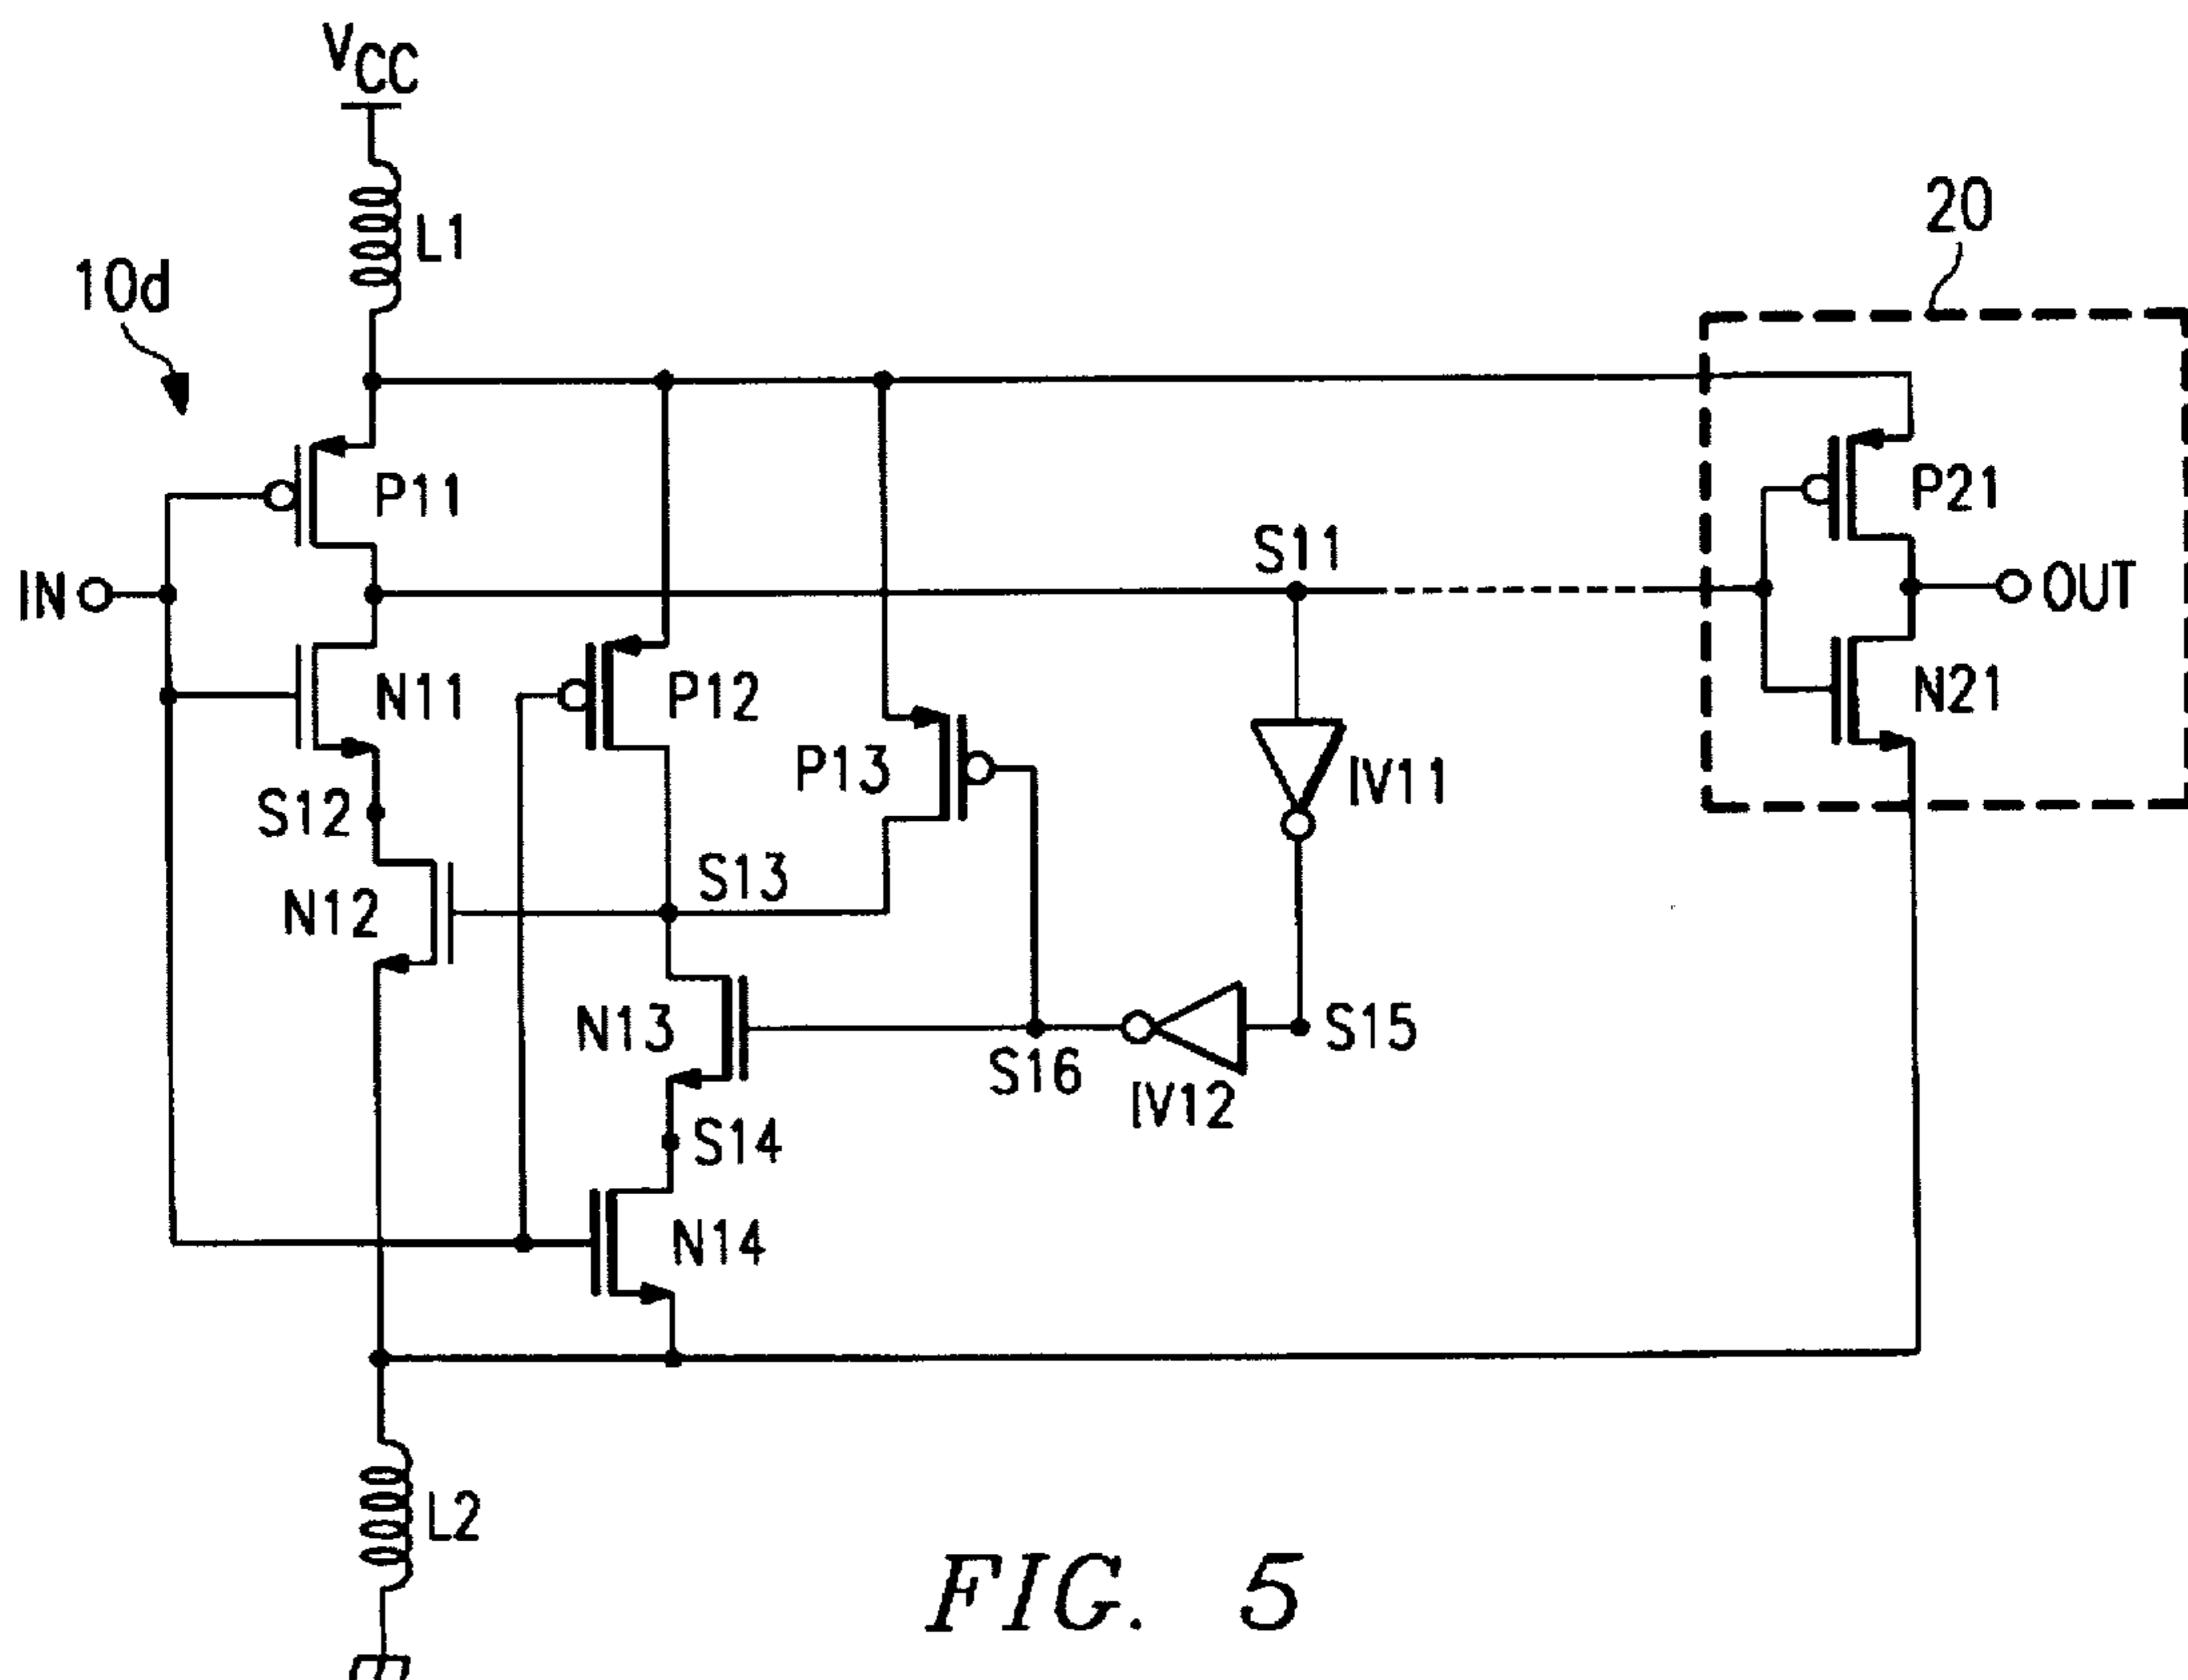 VCC
L1
20
10d
P11
P21
S11
IN
OUT
N11
P12
N21
P13
IV11
S12
S13
N12
N13
S15
S16
IV12
S14
N14
L2
FIG. 5